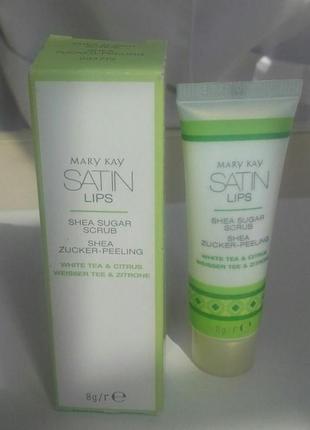 MARY KAY
SATIN
LIPS
SHEA SUGAR
SCRUB
SHEA
ZUCKER-PEELING
WHITE TEA & CITRUS
WEISSER TEE & ZITRONE
8g/г e
MARY KAY
SATIN
LIPS
SHEA SUGAR
SCRUB
SHEA
ZUCKER-PEELING
WHITE TEA & CITRUS
WEISSER TEE & ZITRONE
8g/г e